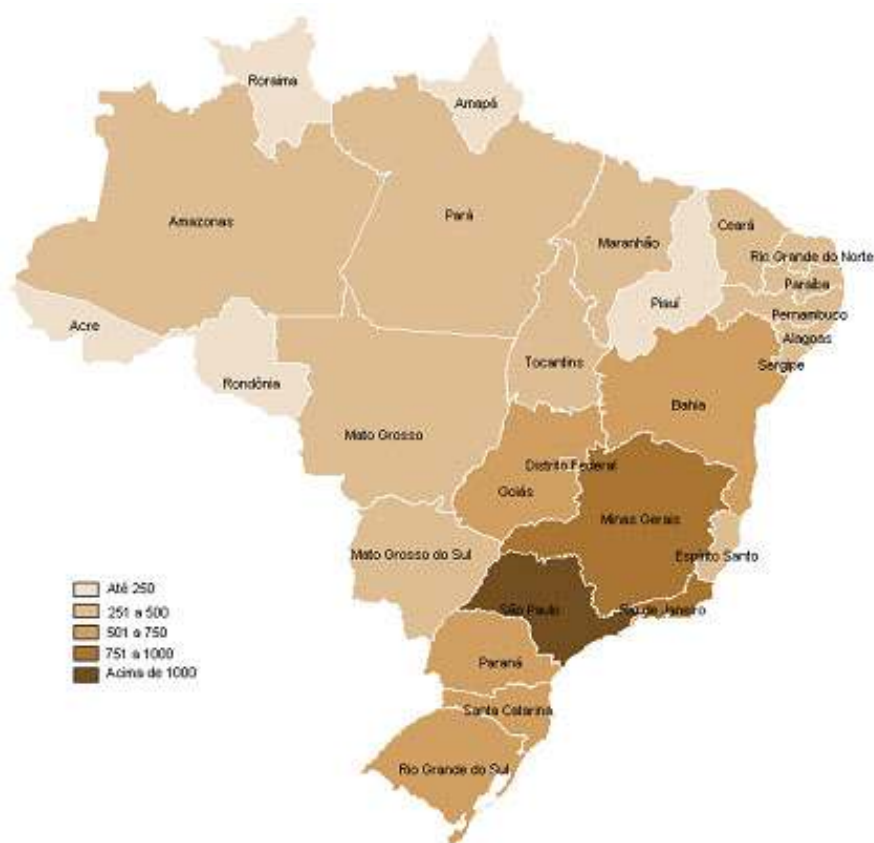 Roraima
Amapá
Amazonas
Pará
Maranhão
Ceará
Rio Grande do Norte
Paraíba
Piauí
Pernambuco
Acre
Alagoas
Rondônia
Tocantins
Sergipe
Bahia
Mato Grosso
Distrito Federal
Goiás
Minas Gerais
Mato Grosso do Sul
Espírito Santo
São Paulo
Rio de Janeiro
Paraná
Santa Catarina
Rio Grande do Sul
Até 250
251 a 500
501 a 750
751 a 1000
Acima de 1000